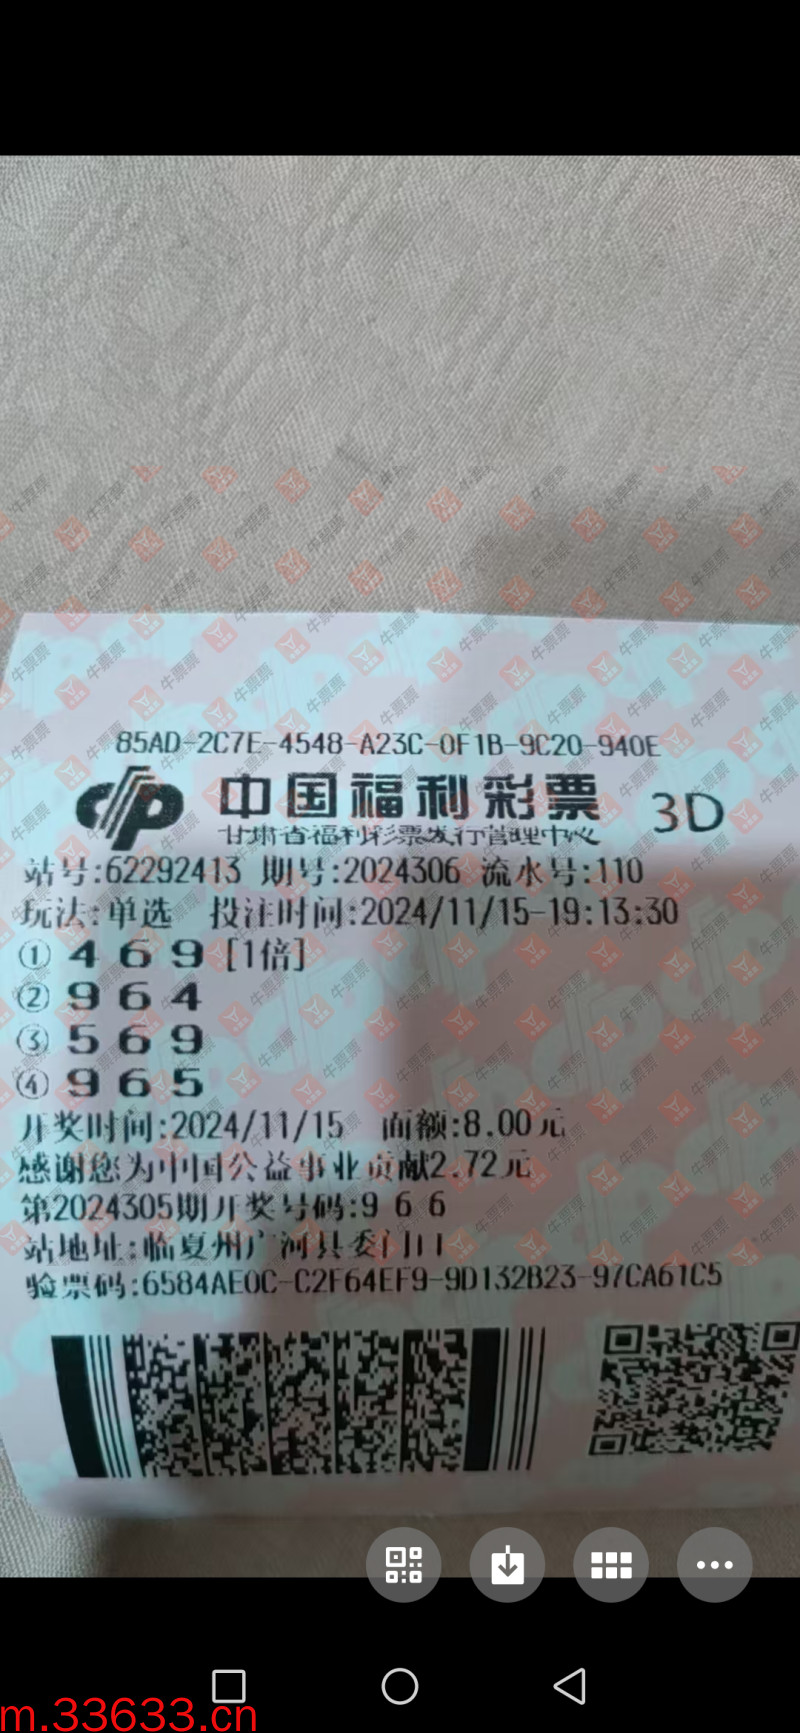 85AD-2C7E-4548-A23C-0F1B-9C20-940E
中国福利彩票 3D
甘肃省福利彩票发行管理中心
站号:62292413 期号:2024306 流水号:110
玩法:单选 投注时间:2024/11/15-19:13:30
① 4 6 9 [1倍]
② 9 6 4
③ 5 6 9
④ 9 6 5
开奖时间:2024/11/15 面额:8.00元
感谢您为中国公益事业贡献2.72元
第2024305期开奖号码:9 6 6
站地址:临夏州广河县委门口
验票码:6584AE0C-C2F64EF9-9D132B23-97CA61C5
牛票票
m.33633.cn